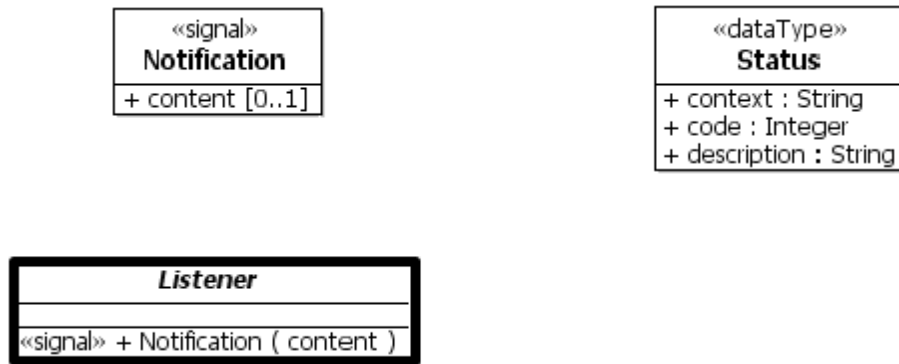 «signal»
Notification
+ content [0..1]
«dataType»
Status
+ context : String
+ code : Integer
+ description : String
Listener
«signal» + Notification ( content )